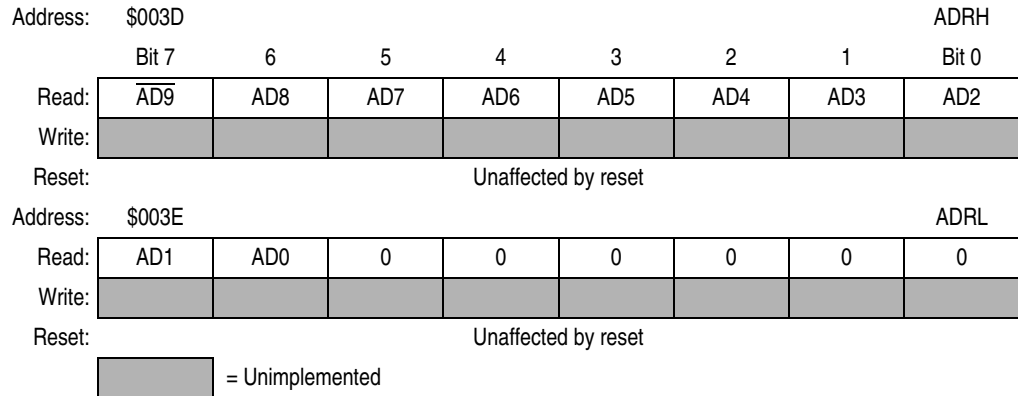 Address: $003D ADRH
Bit 7 6 5 4 3 2 1 Bit 0
Read: A̅D̅9̅ AD8 AD7 AD6 AD5 AD4 AD3 AD2
Write:
Reset: Unaffected by reset
Address: $003E ADRL
Read: AD1 AD0 0 0 0 0 0 0
Write:
Reset: Unaffected by reset
= Unimplemented